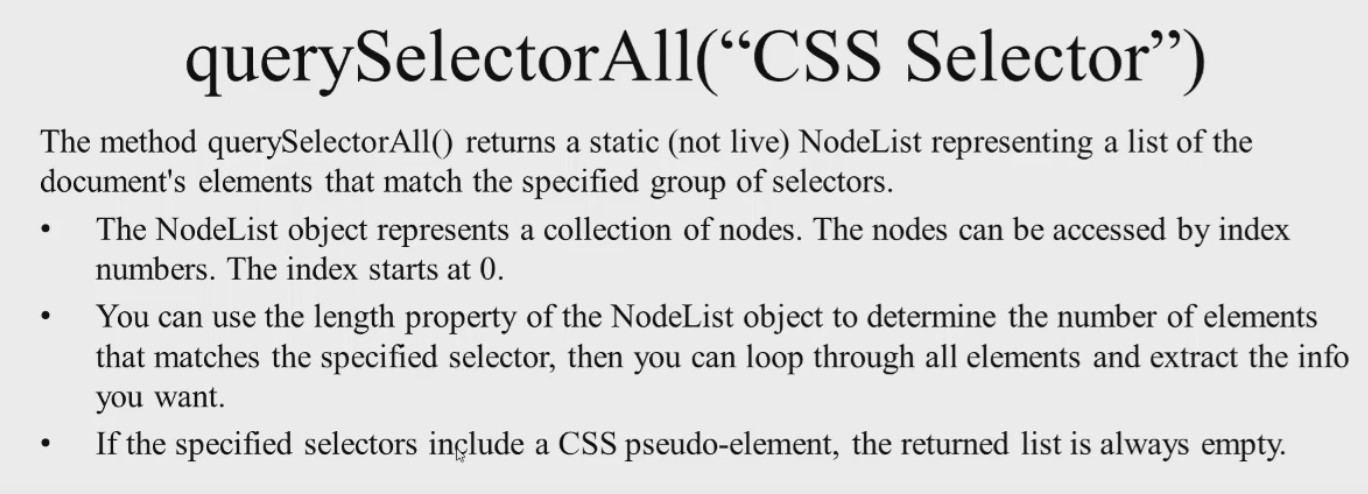 querySelectorAll(“CSS Selector”)
The method querySelectorAll() returns a static (not live) NodeList representing a list of the
document's elements that match the specified group of selectors.
• The NodeList object represents a collection of nodes. The nodes can be accessed by index
numbers. The index starts at 0.
• You can use the length property of the NodeList object to determine the number of elements
that matches the specified selector, then you can loop through all elements and extract the info
you want.
• If the specified selectors include a CSS pseudo-element, the returned list is always empty.